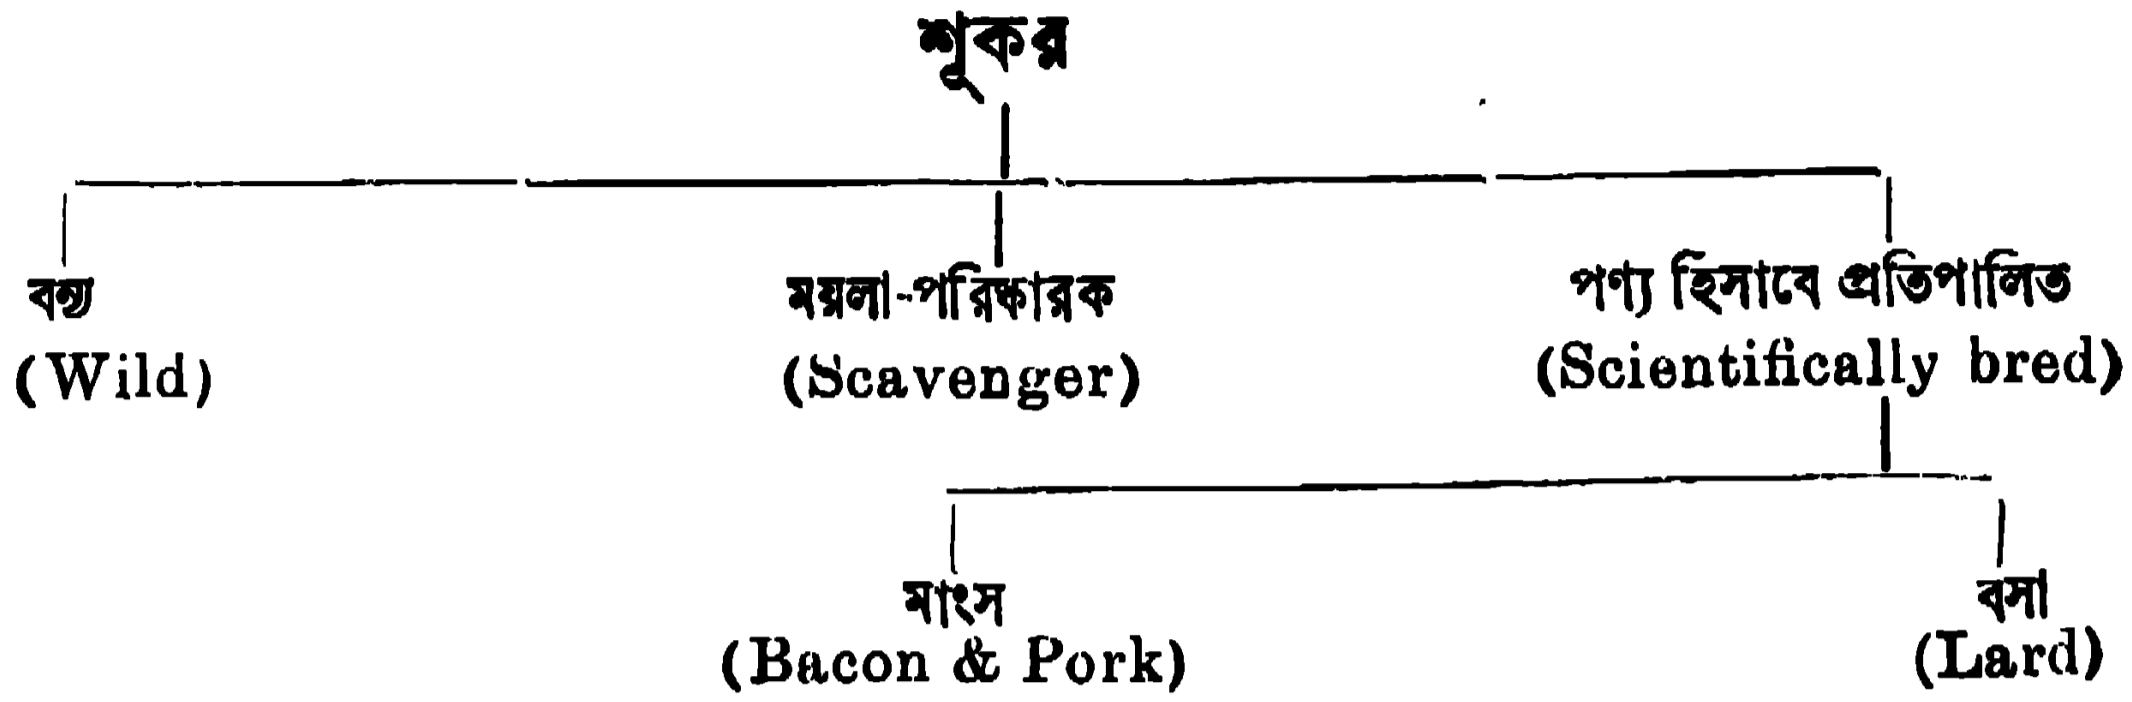 শূকর
বন্য
(Wild)
ময়লা-পরিষ্কারক
(Scavenger)
পণ্য হিসাবে প্রতিপালিত
(Scientifically bred)
মাংস
(Bacon & Pork)
বসা
(Lard)